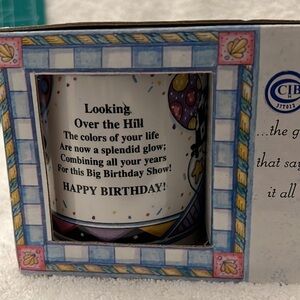 Looking
Over the Hill
The colors of your life
Are now a splendid glow;
Combining all your years
For this Big Birthday Show!
HAPPY BIRTHDAY!
CIB
...the g
that say
it all